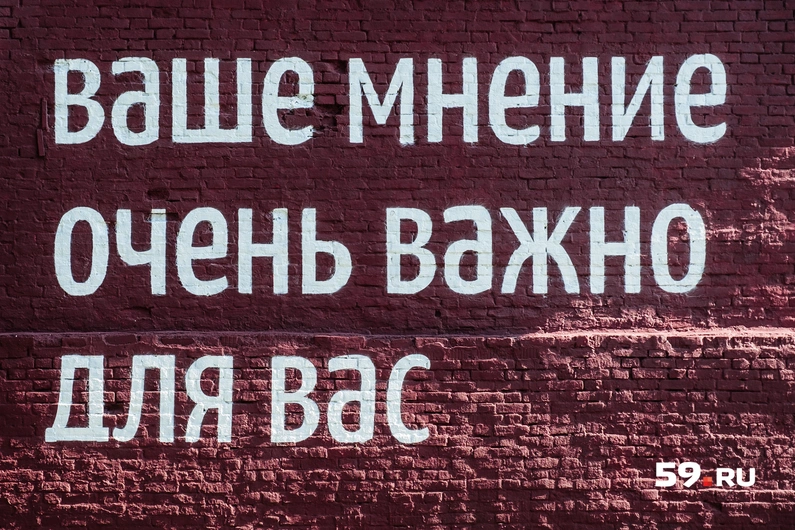 ваше мнение
очень важно
для вас
59.RU